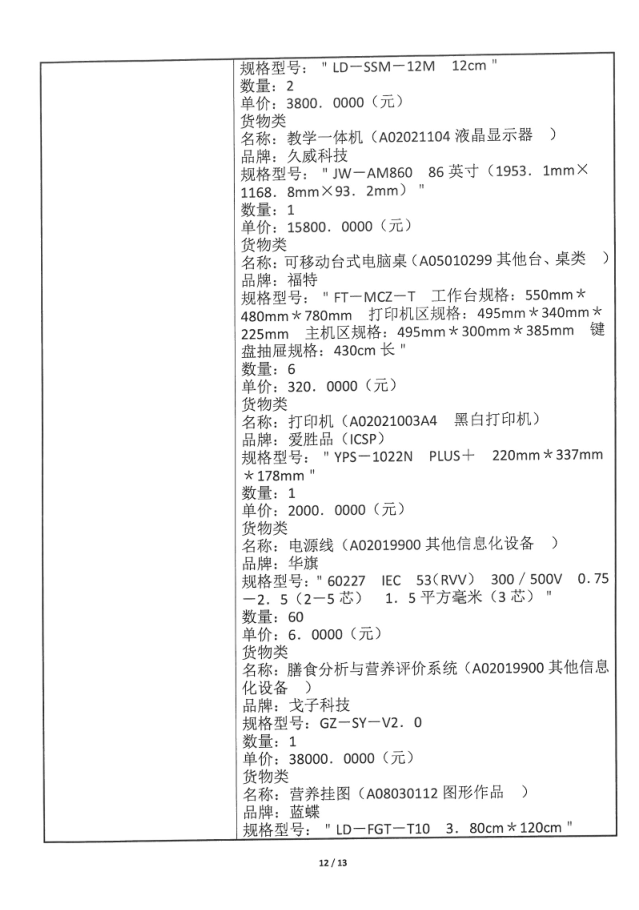 规格型号： "LD－SSM－12M 12cm"
数量：2
单价：3800．0000（元）
货物类
名称：教学一体机（A02021104 液晶显示器 ）
品牌：久威科技
规格型号： "JW－AM860 86 英寸（1953．1mm×
1168．8mm×93．2mm）"
数量：1
单价：15800．0000（元）
货物类
名称：可移动台式电脑桌（A05010299 其他台、桌类 ）
品牌：福特
规格型号： "FT－MCZ－T 工作台规格：550mm＊
480mm＊780mm 打印机区规格：495mm＊340mm＊
225mm 主机区规格：495mm＊300mm＊385mm 键
盘抽屉规格：430cm 长"
数量：6
单价：320．0000（元）
货物类
名称：打印机（A02021003A4 黑白打印机）
品牌：爱胜品（ICSP）
规格型号： "YPS－1022N PLUS＋ 220mm＊337mm
＊178mm"
数量：1
单价：2000．0000（元）
货物类
名称：电源线（A02019900 其他信息化设备 ）
品牌：华旗
规格型号："60227 IEC 53（RVV） 300／500V 0．75
－2．5（2－5 芯） 1．5 平方毫米（3 芯）"
数量：60
单价：6．0000（元）
货物类
名称：膳食分析与营养评价系统（A02019900 其他信息
化设备 ）
品牌：戈子科技
规格型号：GZ－SY－V2．0
数量：1
单价：38000．0000（元）
货物类
名称：营养挂图（A08030112 图形作品 ）
品牌：蓝蝶
规格型号： "LD－FGT－T10 3．80cm＊120cm"
12 / 13